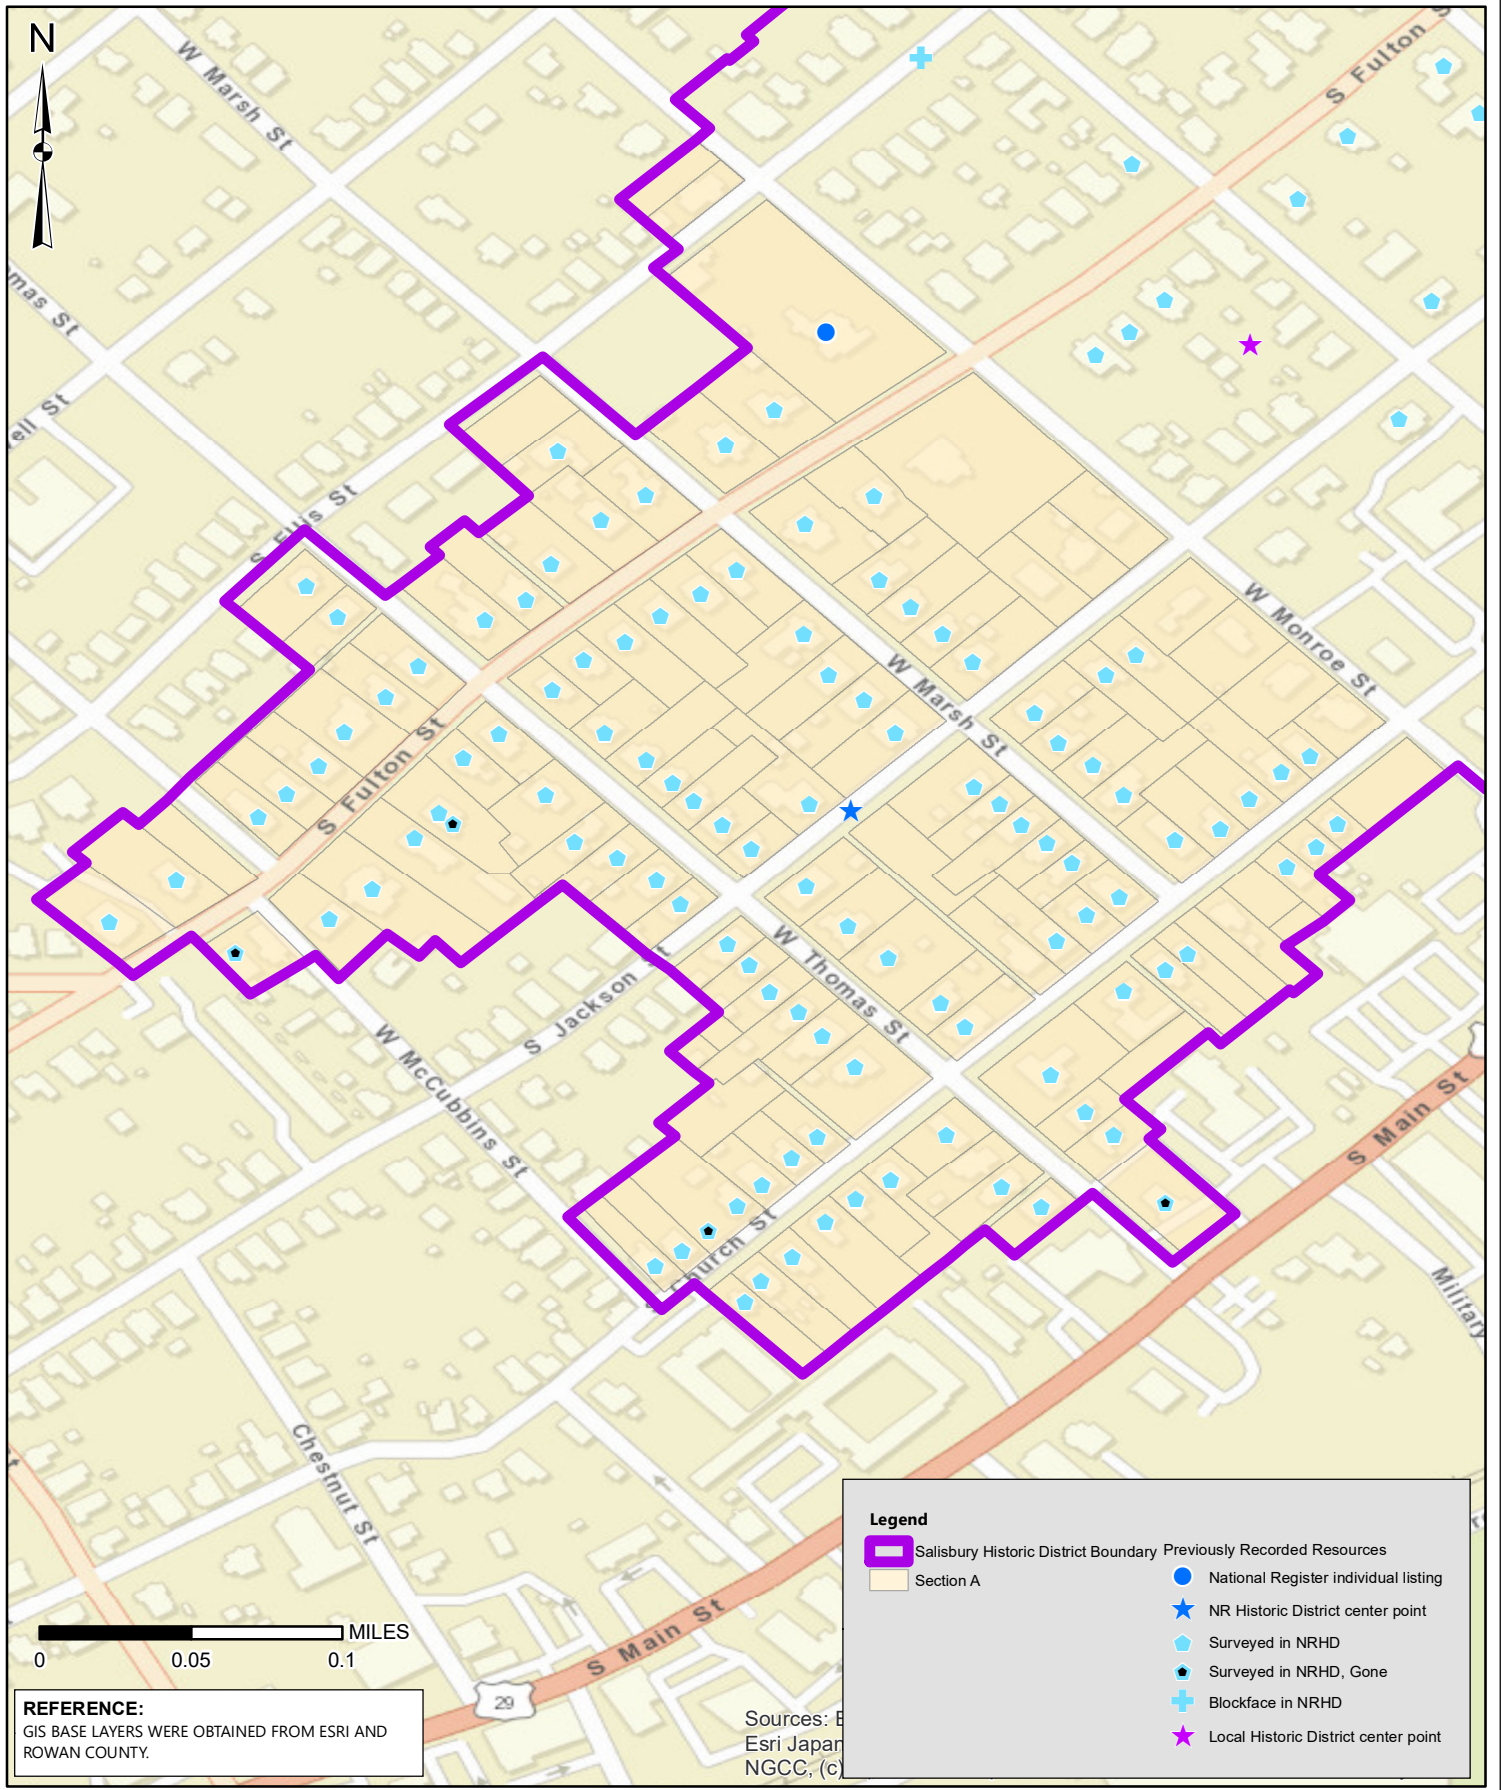 N
W Marsh St
S Fulton S
mas St
ell St
S Ellis St
W Monroe St
W Marsh St
S Fulton St
W Thomas St
S Jackson
W McCubbins St
S Main St
Church St
Military
Chestnut St
S Main St
29
MILES
0 0.05 0.1
REFERENCE:
GIS BASE LAYERS WERE OBTAINED FROM ESRI AND
ROWAN COUNTY.
Sources: E
Esri Japan
NGCC, (c)
Legend
Salisbury Historic District Boundary
Section A
Previously Recorded Resources
National Register individual listing
NR Historic District center point
Surveyed in NRHD
Surveyed in NRHD, Gone
Blockface in NRHD
Local Historic District center point